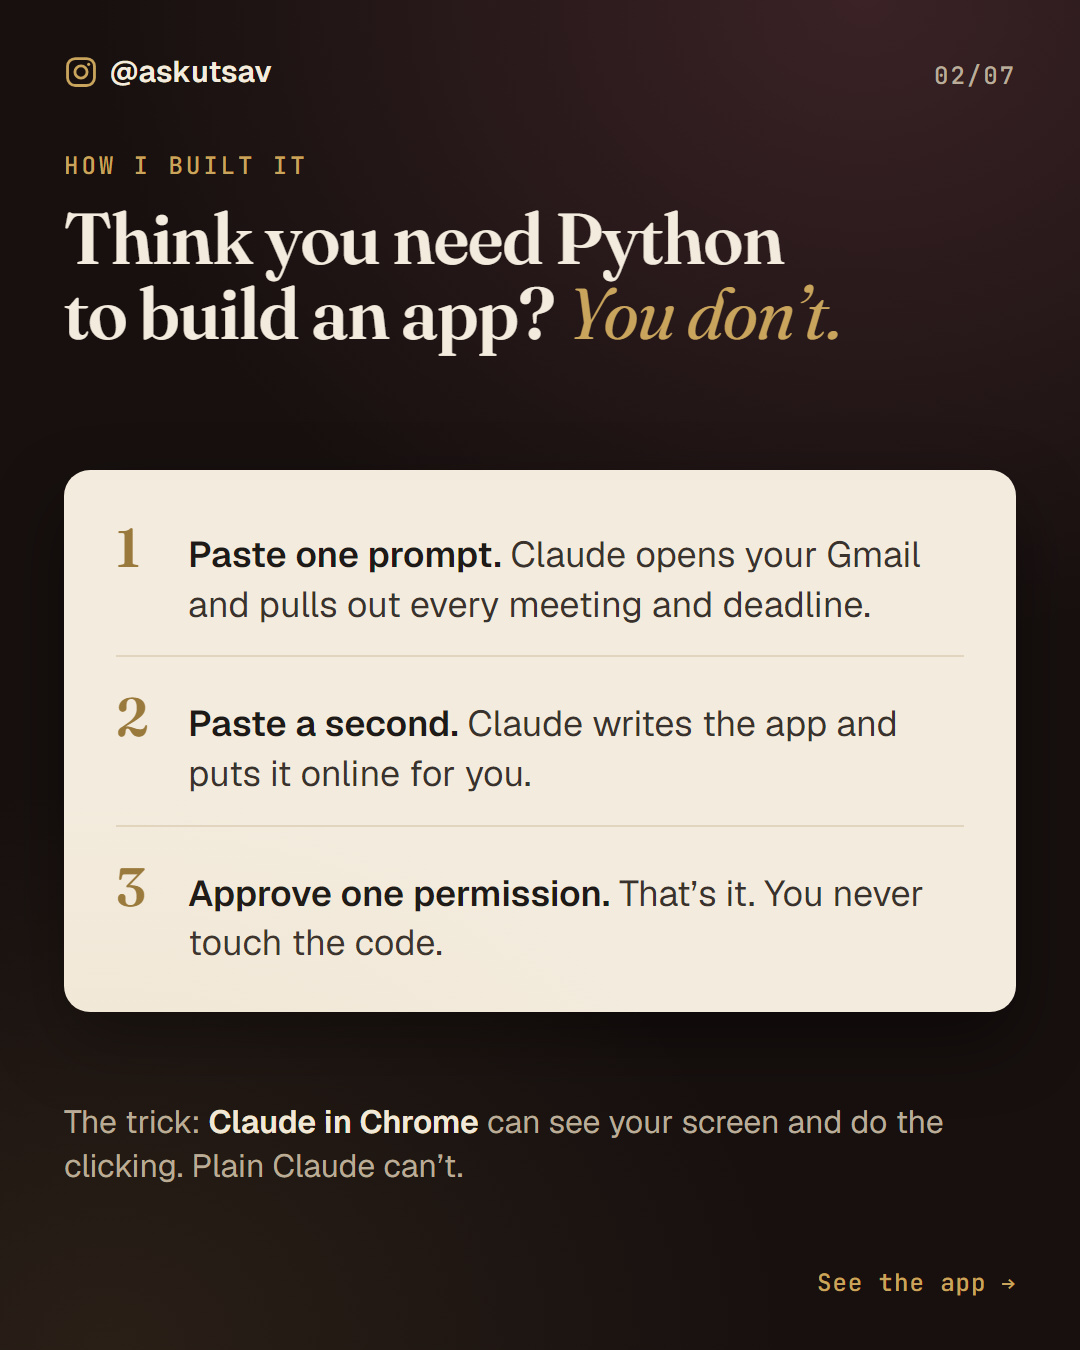 @askutsav
02/07
HOW I BUILT IT
Think you need Python
to build an app? You don’t.
1 Paste one prompt. Claude opens your Gmail
and pulls out every meeting and deadline.
2 Paste a second. Claude writes the app and
puts it online for you.
3 Approve one permission. That’s it. You never
touch the code.
The trick: Claude in Chrome can see your screen and do the
clicking. Plain Claude can’t.
See the app →